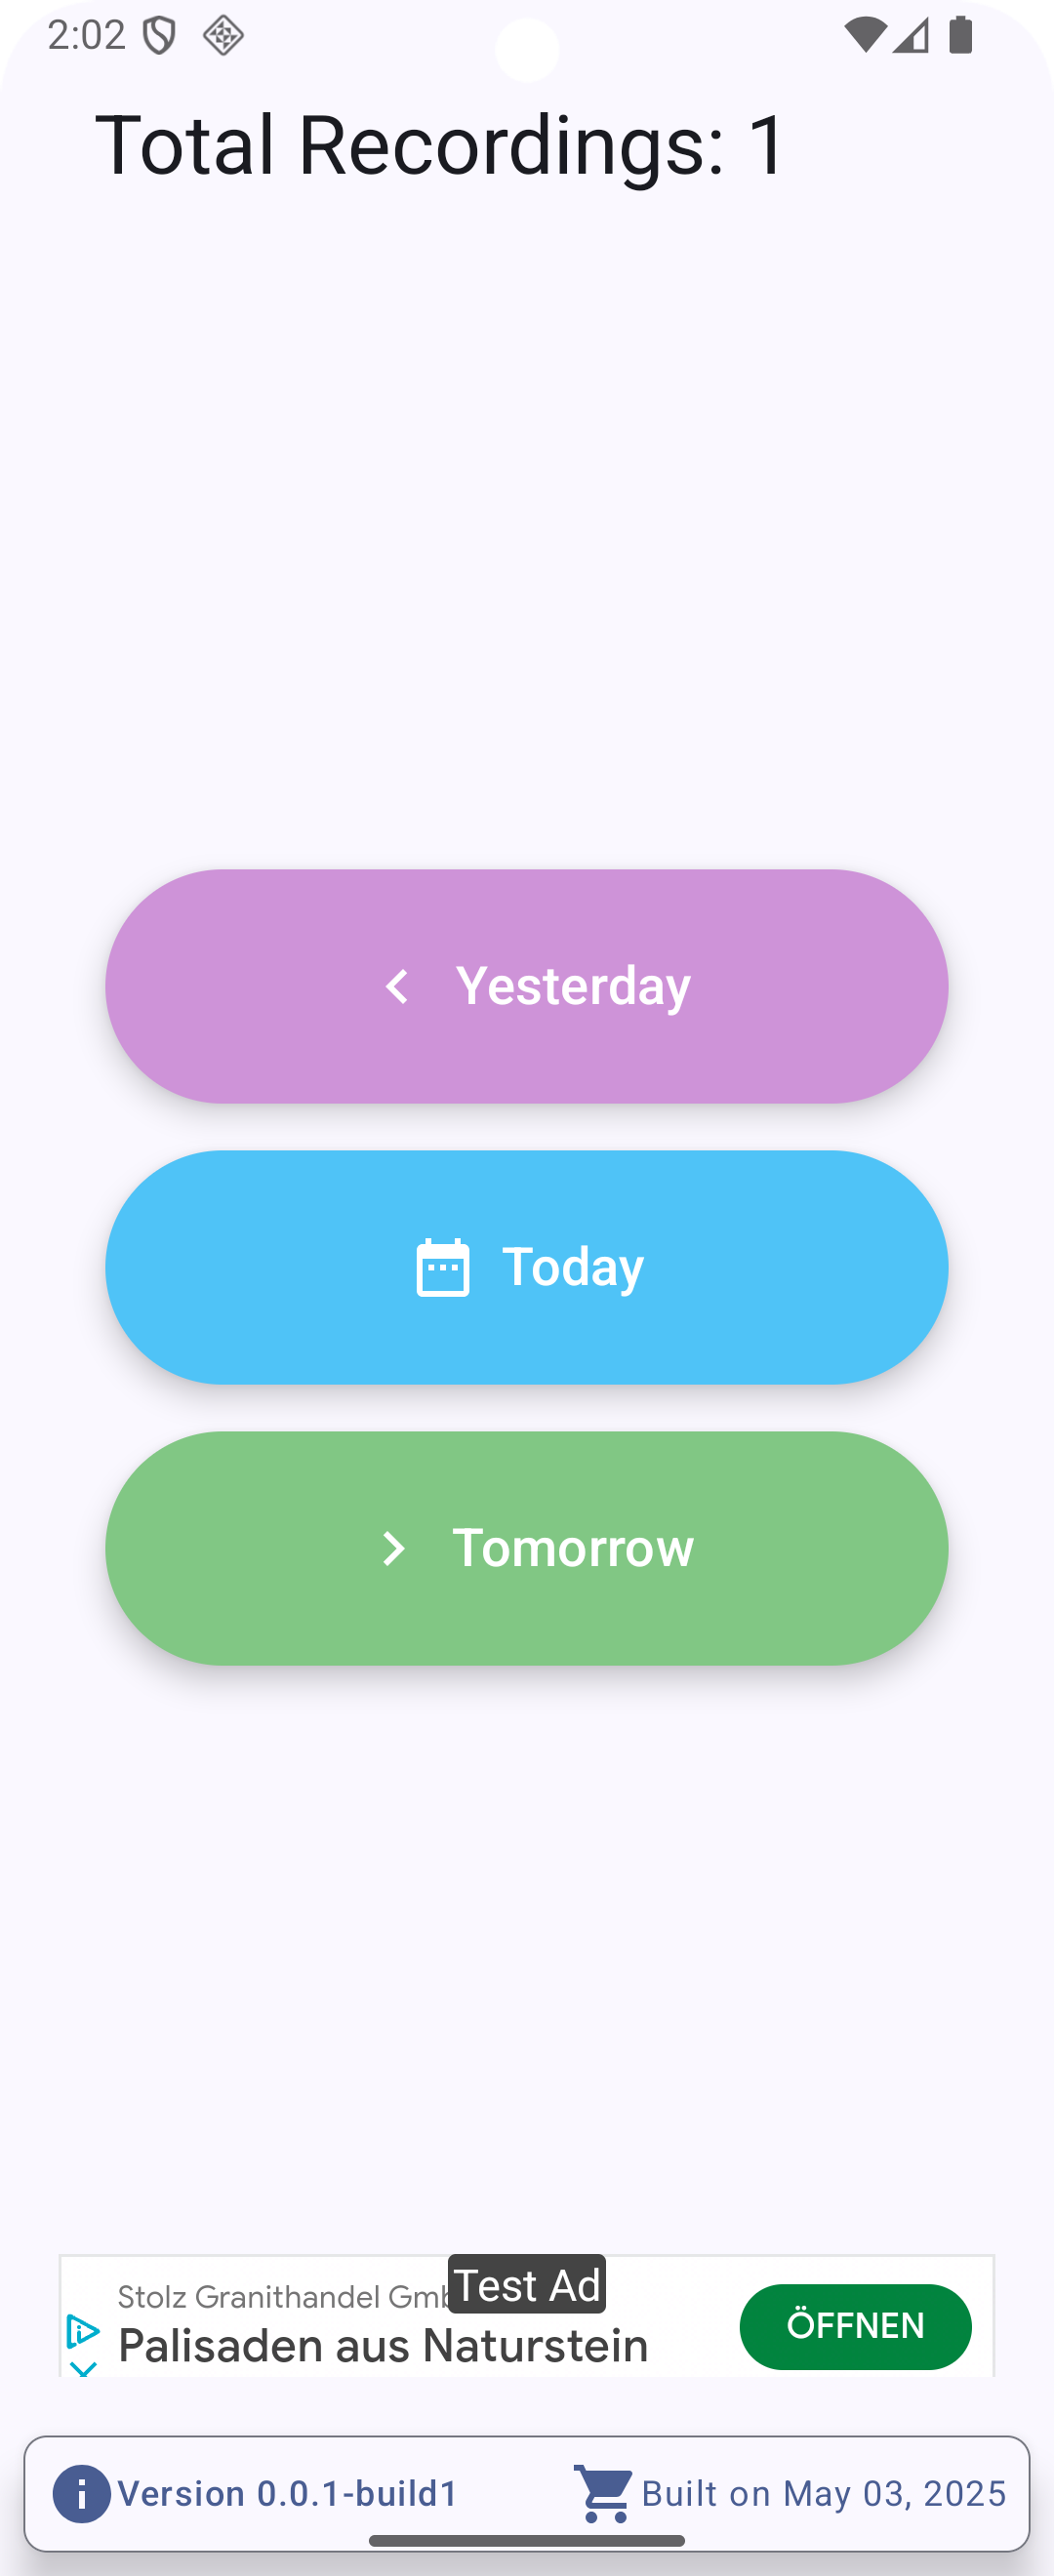 2:02
Total Recordings: 1
Yesterday
Today
Tomorrow
Test Ad
Stolz Granithandel Gmb
Palisaden aus Naturstein
ÖFFNEN
Version 0.0.1-build1
Built on May 03, 2025